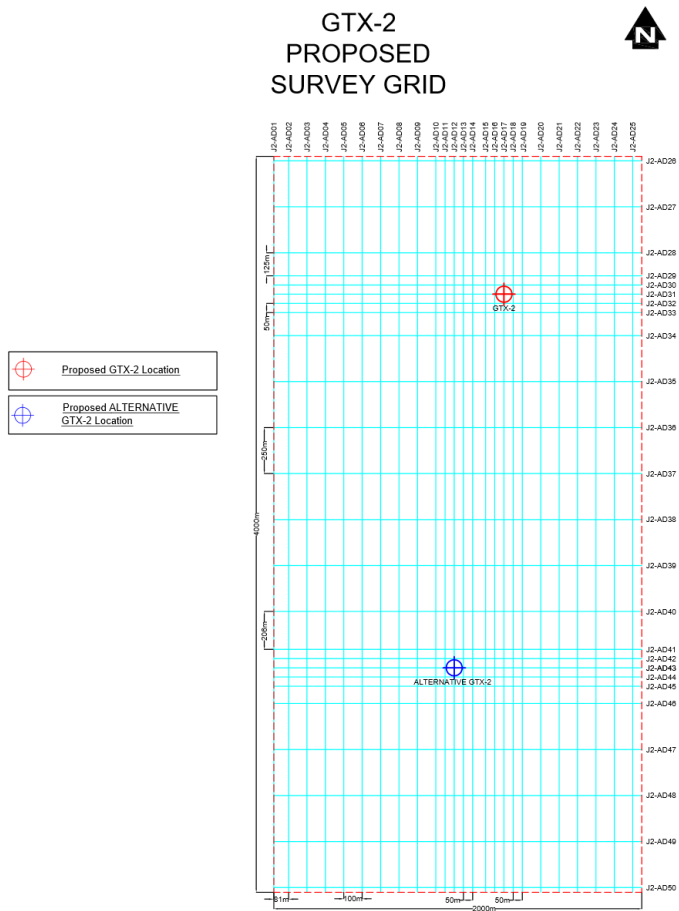 GTX-2
PROPOSED
SURVEY GRID
N
J2-AD01
J2-AD02
J2-AD03
J2-AD04
J2-AD05
J2-AD06
J2-AD07
J2-AD08
J2-AD09
J2-AD10
J2-AD11
J2-AD12
J2-AD13
J2-AD14
J2-AD15
J2-AD16
J2-AD17
J2-AD18
J2-AD19
J2-AD20
J2-AD21
J2-AD22
J2-AD23
J2-AD24
J2-AD25
J2-AD26
J2-AD27
J2-AD28
125m
J2-AD29
J2-AD30
J2-AD31
J2-AD32
GTX-2
J2-AD33
50m
J2-AD34
Proposed GTX-2 Location
J2-AD35
Proposed ALTERNATIVE
GTX-2 Location
J2-AD36
250m
J2-AD37
J2-AD38
4000m
J2-AD39
J2-AD40
206m
J2-AD41
J2-AD42
J2-AD43
J2-AD44
ALTERNATIVE GTX-2
J2-AD45
J2-AD46
J2-AD47
J2-AD48
J2-AD49
J2-AD50
81m
100m
50m
50m
2000m